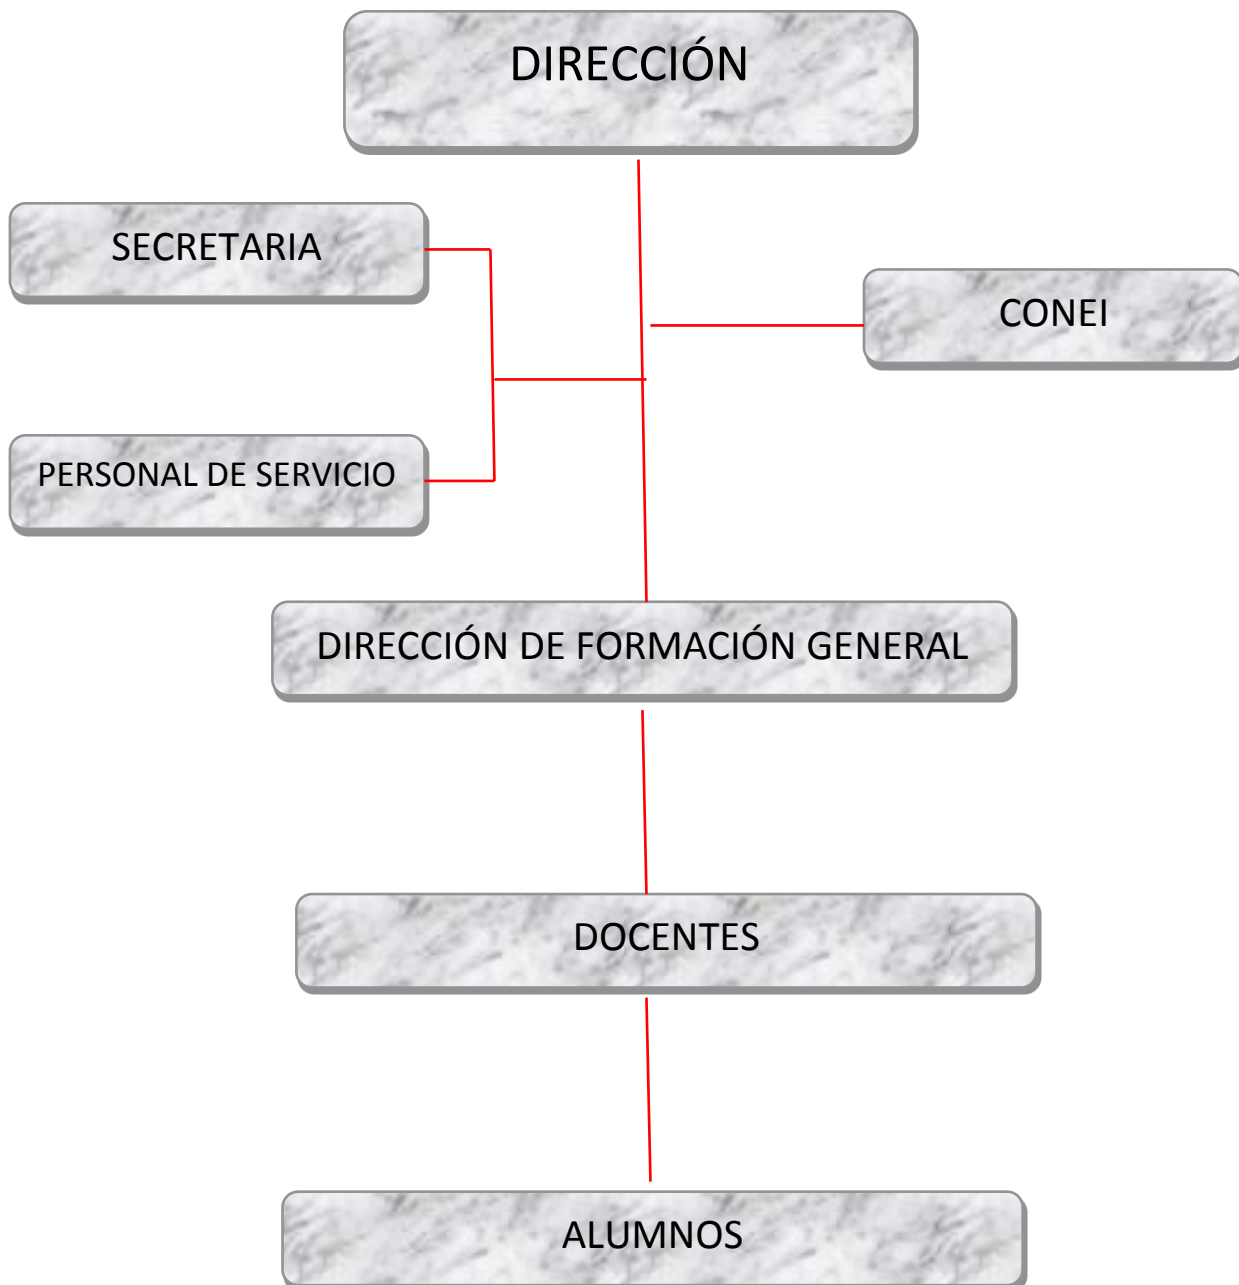 DIRECCIÓN
SECRETARIA
CONEI
PERSONAL DE SERVICIO
DIRECCIÓN DE FORMACIÓN GENERAL
DOCENTES
ALUMNOS